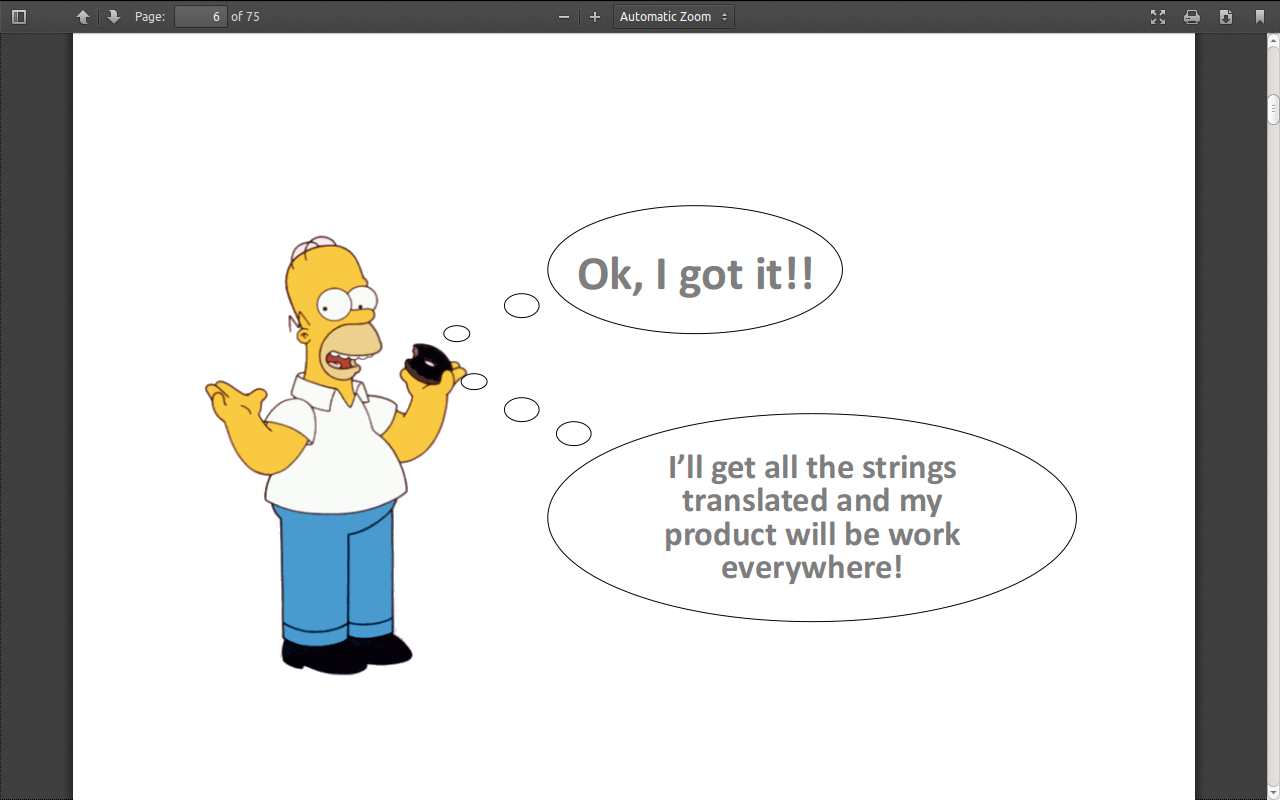 Page: 6 of 75
Automatic Zoom
Ok, I got it!!
I’ll get all the strings
translated and my
product will be work
everywhere!